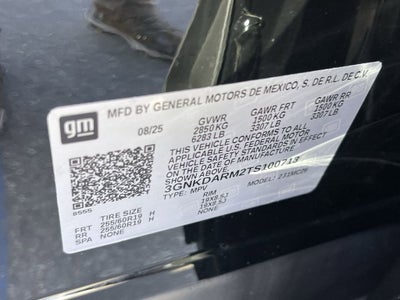 gm
MFD BY GENERAL MOTORS DE MEXICO, S. DE R.L. DE C.V.
08/25
GVWR
2850 KG
6283 LB
GAWR FRT
1500 KG
3307 LB
GAWR RR
1500 KG
3307 LB
THIS VEHICLE CONFORMS TO ALL
APPLICABLE U.S. FEDERAL MOTOR
VEHICLE SAFETY STANDARDS IN EFFECT
ON THE DATE OF MANUFACTURE
SHOWN ABOVE
3GNKDARM2TS100713
TYPE: MPV
MODEL: 231MC26
8555
TIRE SIZE
FRT 255/60R19 H
RR 255/60R19 H
SPA NONE
RIM
19X8.5J
19X8.5J
NONE